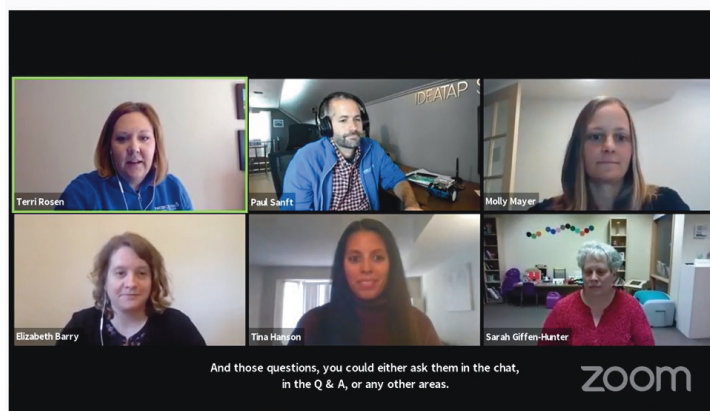 IDEATAP S
Terri Rosen
Paul Sanft
Molly Mayer
Elizabeth Barry
Tina Hanson
Sarah Giffen-Hunter
And those questions, you could either ask them in the chat,
in the Q & A, or any other areas.
zoom